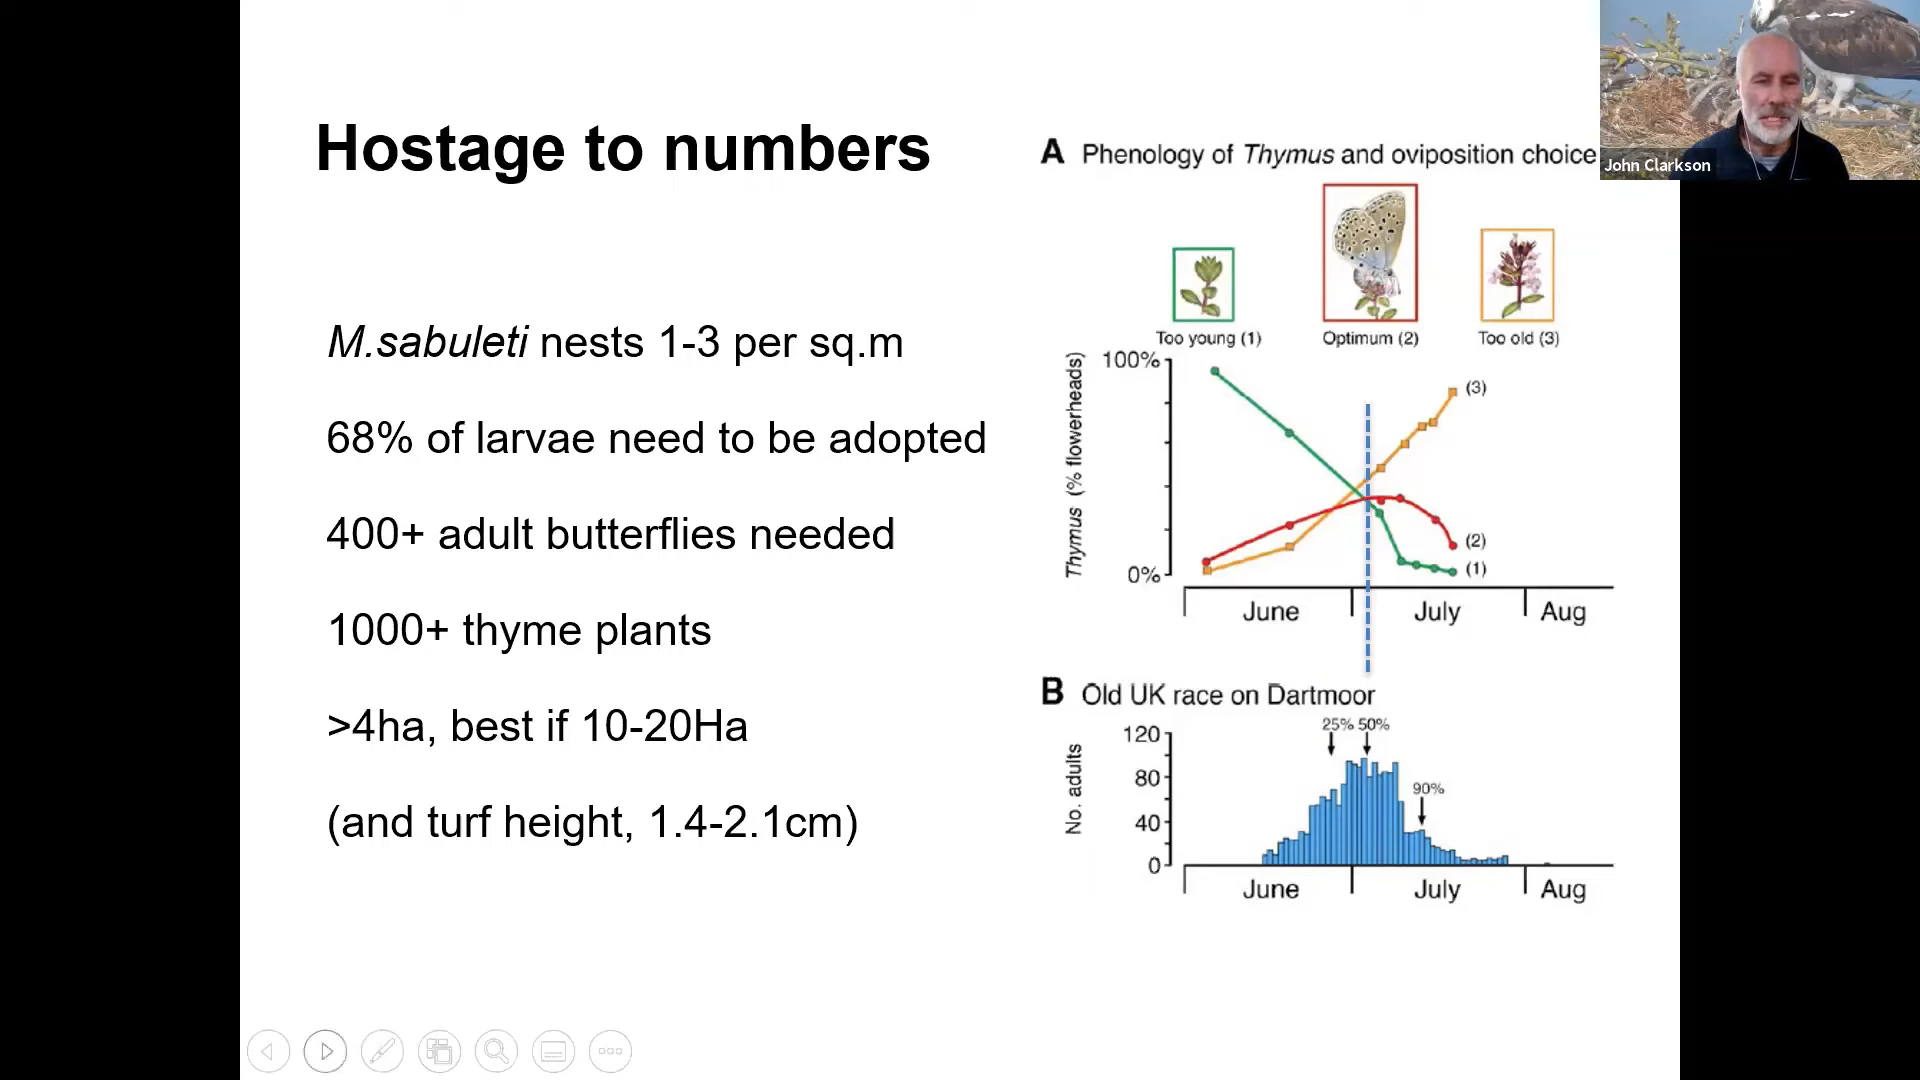 Hostage to numbers
M.sabuleti nests 1-3 per sq.m
68% of larvae need to be adopted
400+ adult butterflies needed
1000+ thyme plants
>4ha, best if 10-20Ha
(and turf height, 1.4-2.1cm)
A Phenology of Thymus and oviposition choice
Too young (1)
Optimum (2)
Too old (3)
Thymus (% flowerheads)
100%
0%
(3)
(2)
(1)
June
July
Aug
B Old UK race on Dartmoor
25% 50%
90%
No. adults
120
80
40
0
June
July
Aug
John Clarkson